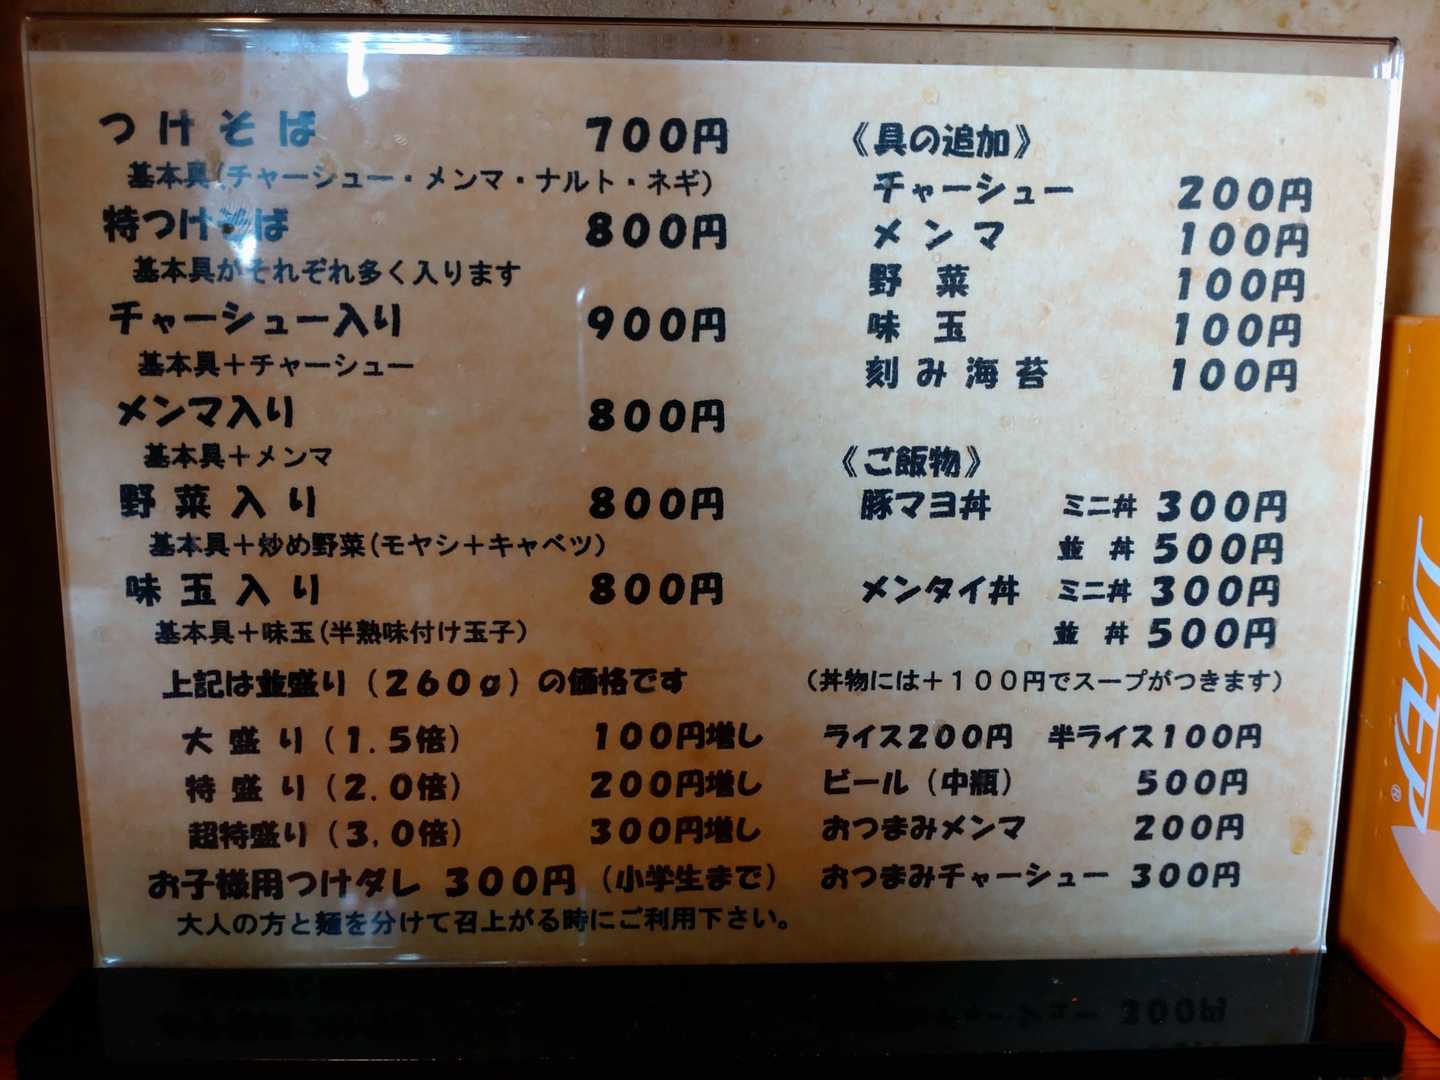 つけそば 700円
基本具(チャーシュー・メンマ・ナルト・ネギ)
特つけそば 800円
基本具がそれぞれ多く入ります
チャーシュー入り 900円
基本具＋チャーシュー
メンマ入り 800円
基本具＋メンマ
野菜入り 800円
基本具＋炒め野菜(モヤシ＋キャベツ)
味玉入り 800円
基本具＋味玉(半熟味付け玉子)
上記は並盛り(260g)の価格です
大盛り(1.5倍) 100円増し
特盛り(2.0倍) 200円増し
超特盛り(3.0倍) 300円増し
お子様用つけダレ 300円 (小学生まで)
大人の方と麺を分けて召上がる時にご利用下さい。
《具の追加》
チャーシュー 200円
メンマ 100円
野菜 100円
味玉 100円
刻み海苔 100円
《ご飯物》
豚マヨ丼 ミニ丼 300円
並丼 500円
メンタイ丼 ミニ丼 300円
並丼 500円
(丼物には＋100円でスープがつきます)
ライス200円 半ライス100円
ビール(中瓶) 500円
おつまみメンマ 200円
おつまみチャーシュー 300円